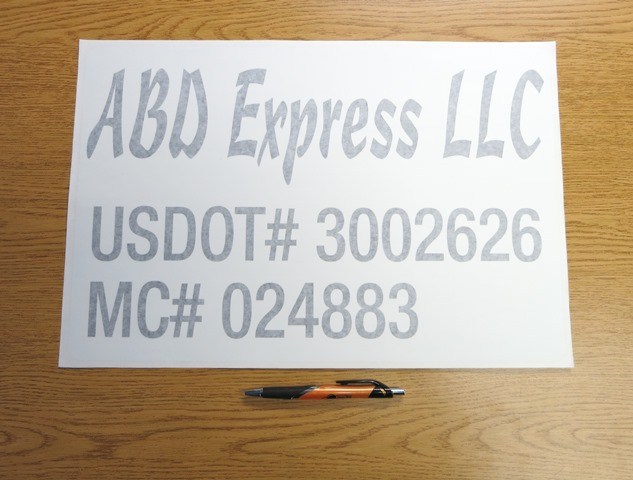 ABD Express LLC
USDOT# 3002626
MC# 024883